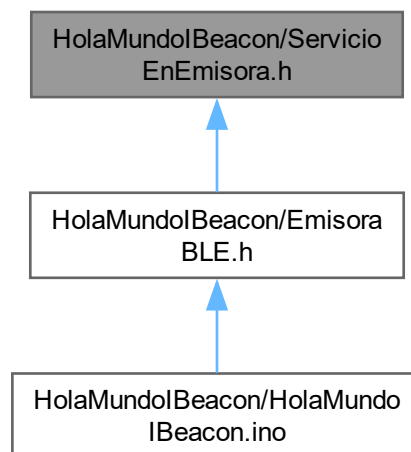 HolaMundoIBeacon/Servicio
EnEmisora.h
HolaMundoIBeacon/Emisora
BLE.h
HolaMundoIBeacon/HolaMundo
IBeacon.ino